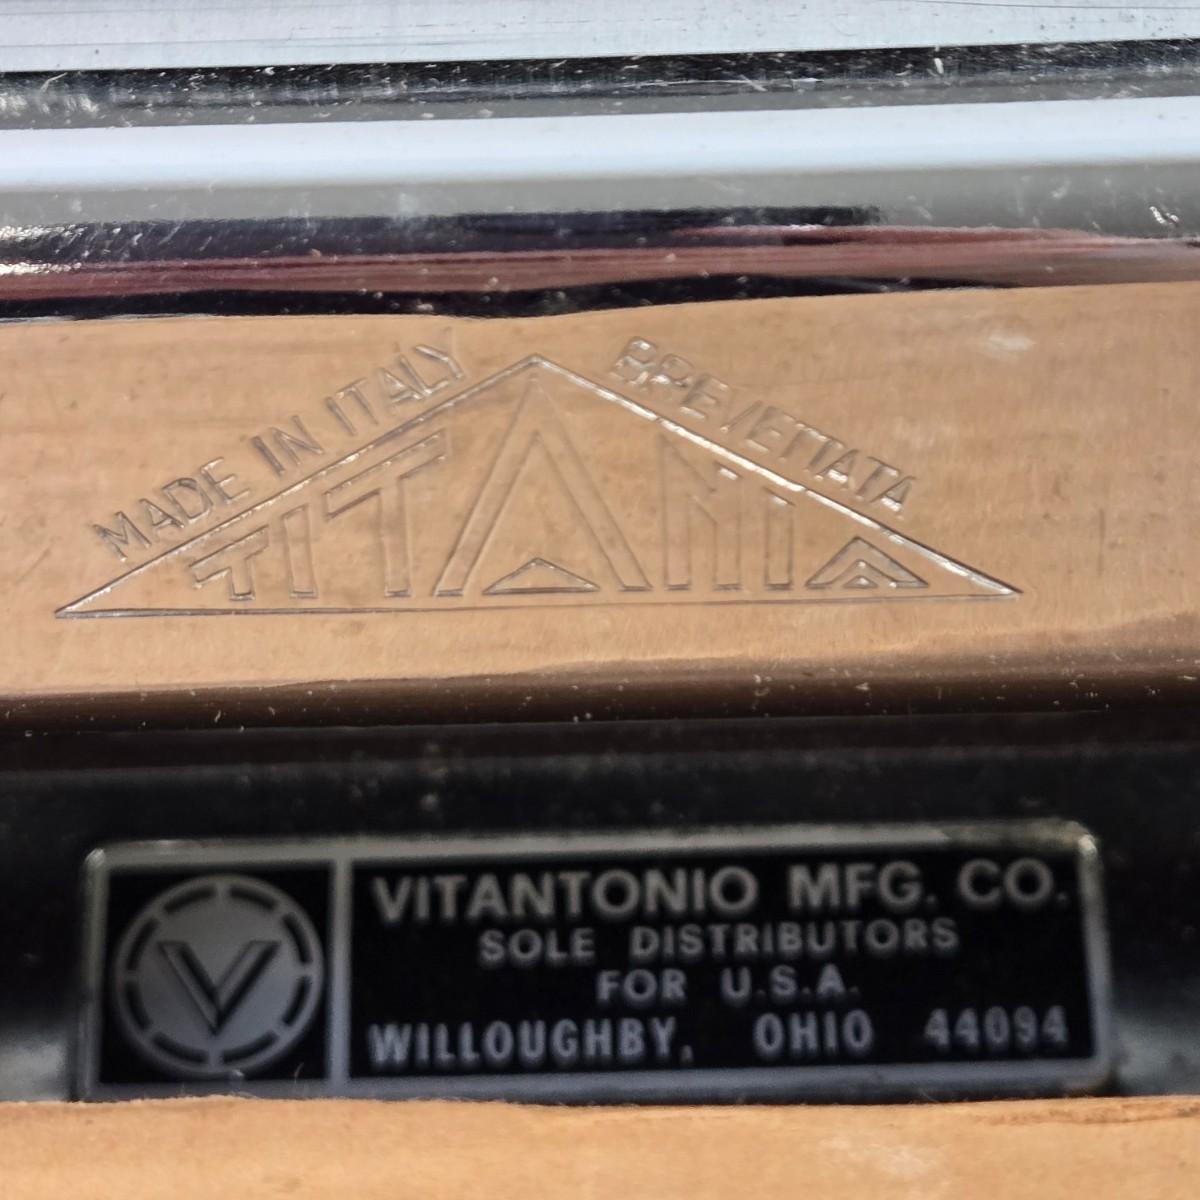 MADE IN ITALY
BREVETTATA
TITANIA
V
VITANTONIO MFG. CO.
SOLE DISTRIBUTORS
FOR U.S.A.
WILLOUGHBY, OHIO 44094